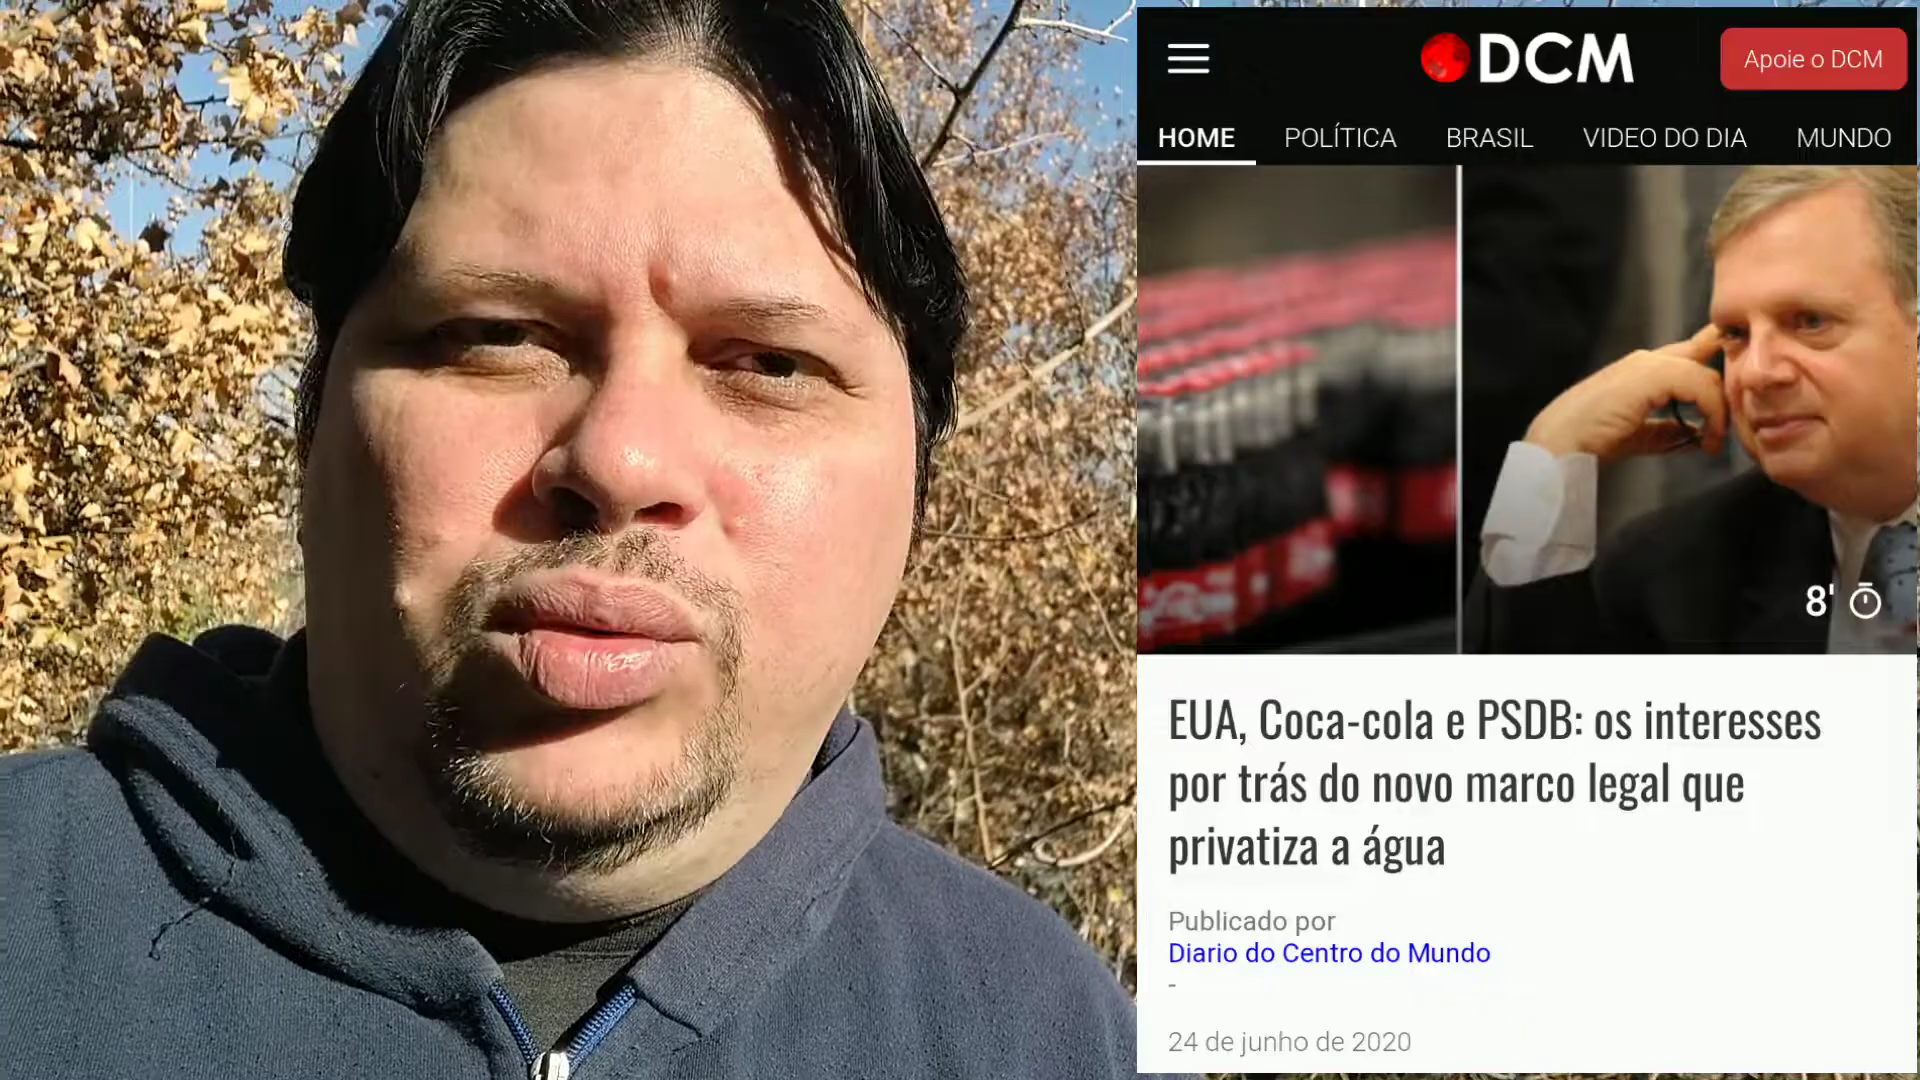 DCM
Apoie o DCM
HOME POLÍTICA BRASIL VIDEO DO DIA MUNDO
8'
EUA, Coca-cola e PSDB: os interesses
por trás do novo marco legal que
privatiza a água
Publicado por
Diario do Centro do Mundo
-
24 de junho de 2020